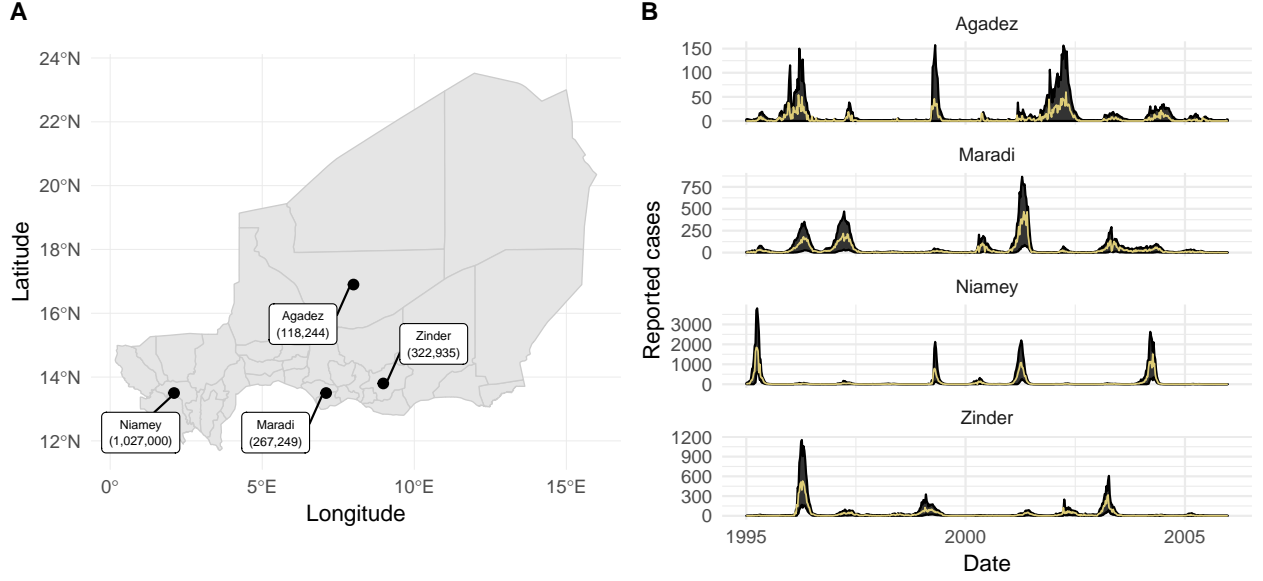 A
24°N
22°N
20°N
18°N
16°N
14°N
12°N
Latitude
Agadez
(118,244)
Zinder
(322,935)
Niamey
(1,027,000)
Maradi
(267,249)
0°
5°E
10°E
15°E
Longitude
B
Reported cases
Agadez
150
100
50
0
Maradi
750
500
250
0
Niamey
3000
2000
1000
0
Zinder
1200
900
600
300
0
1995
2000
2005
Date